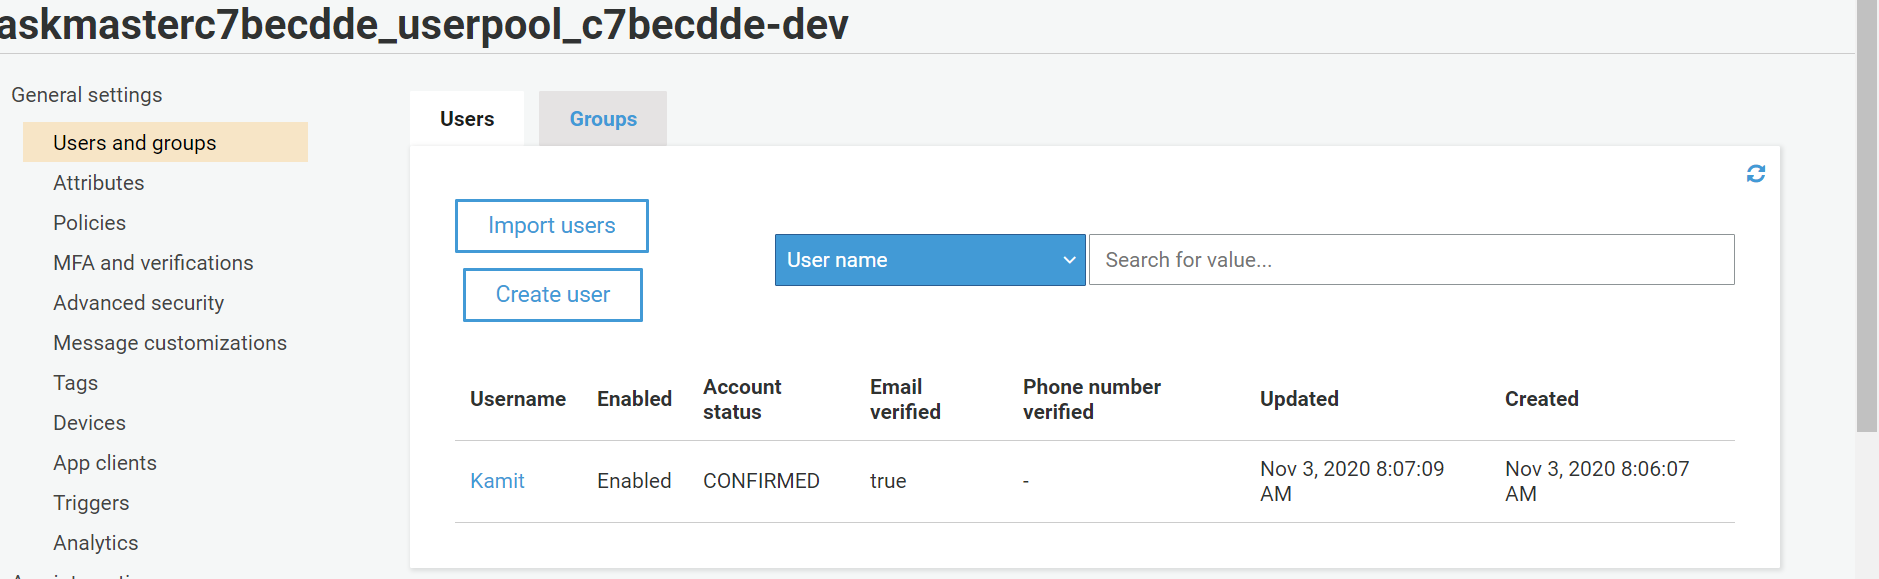 askmasterc7becdde_userpool_c7becdde-dev
General settings
Users and groups
Attributes
Policies
MFA and verifications
Advanced security
Message customizations
Tags
Devices
App clients
Triggers
Analytics
Users
Groups
Import users
Create user
User name
Search for value...
Username
Enabled
Account
status
Email
verified
Phone number
verified
Updated
Created
Kamit
Enabled
CONFIRMED
true
-
Nov 3, 2020 8:07:09
AM
Nov 3, 2020 8:06:07
AM